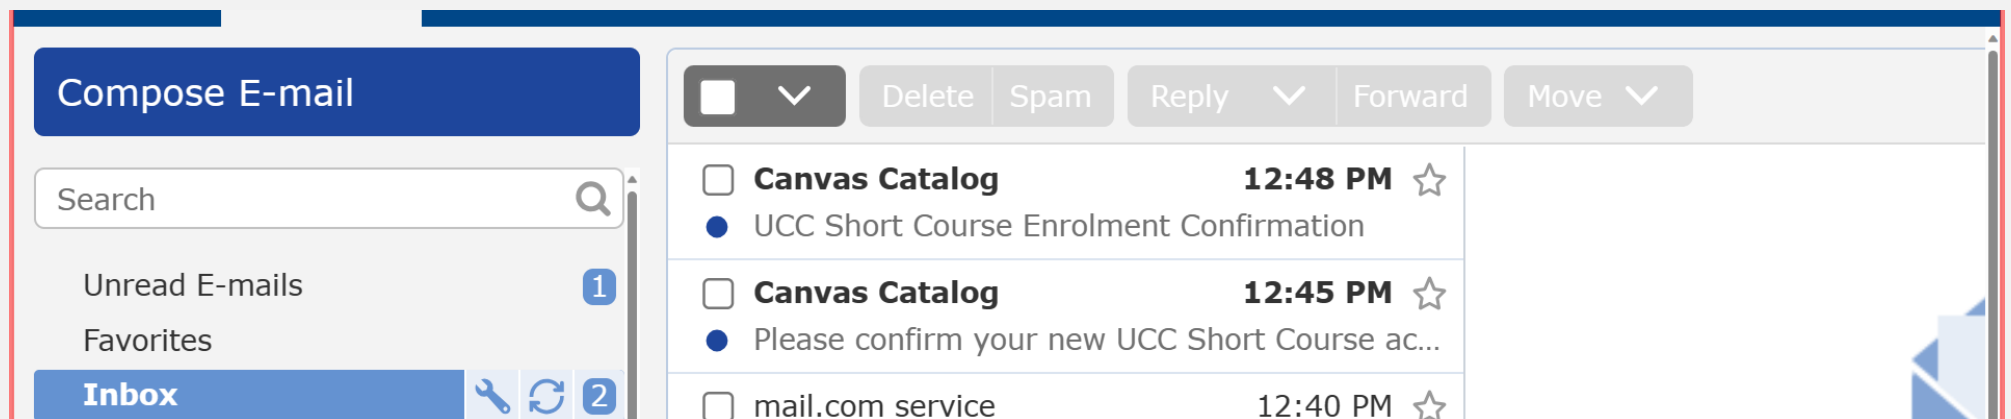 Compose E-mail
Delete Spam Reply Forward Move
Search
Unread E-mails 1
Favorites
Inbox 2
Canvas Catalog 12:48 PM
UCC Short Course Enrolment Confirmation
Canvas Catalog 12:45 PM
Please confirm your new UCC Short Course ac...
mail.com service 12:40 PM